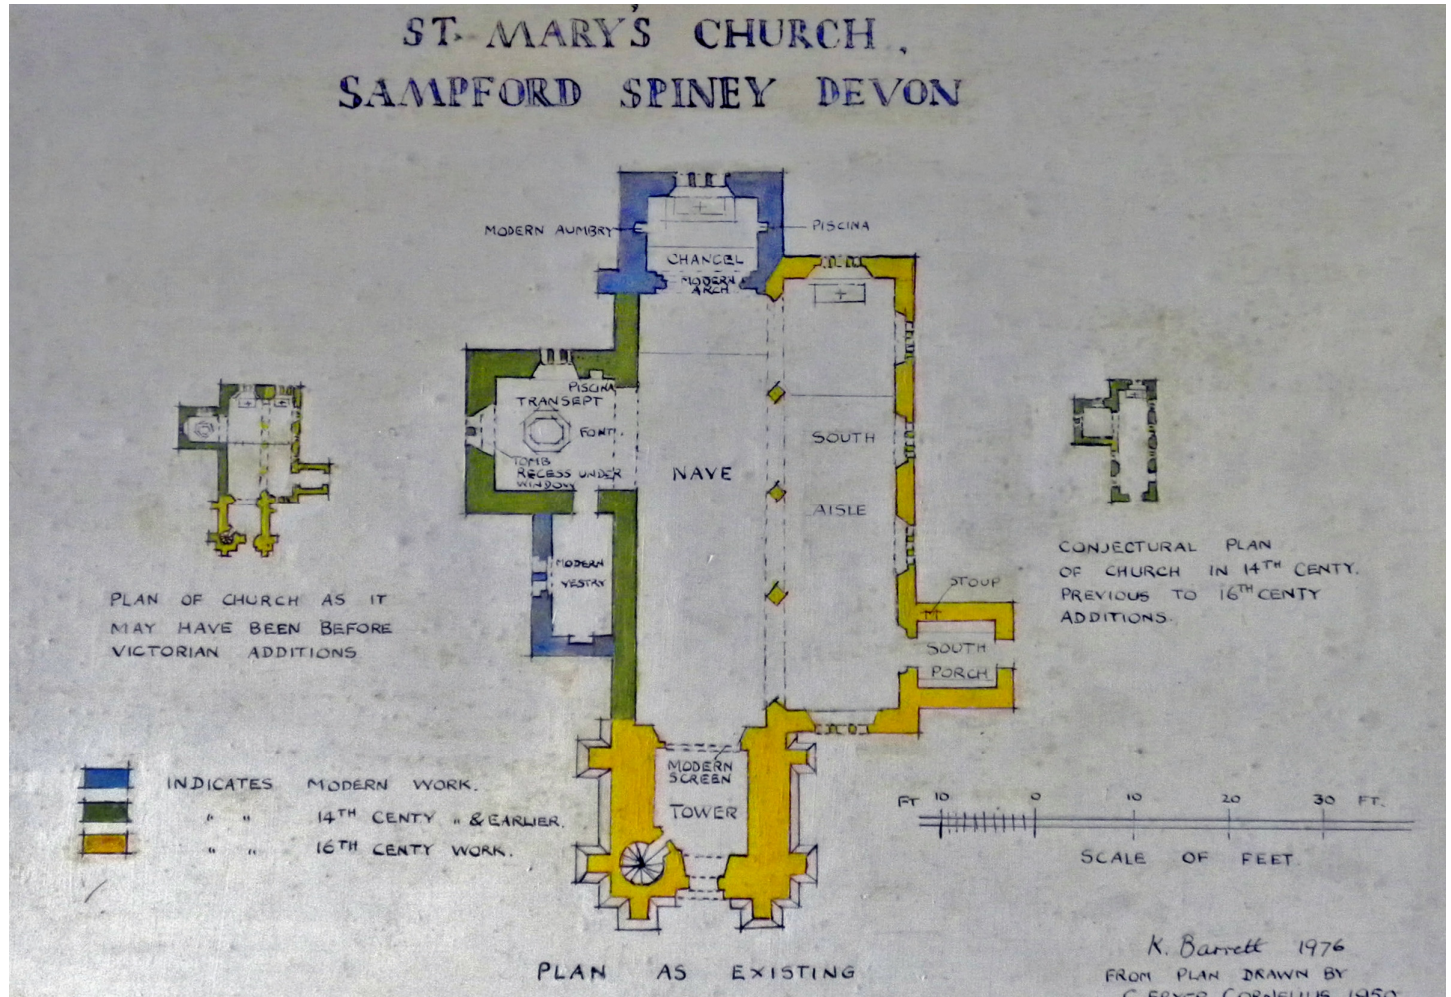 ST. MARY'S CHURCH,
SAMPFORD SPINEY DEVON
MODERN AUMBRY
PISCINA
CHANCEL
MODERN
ARCH
PISCINA
TRANSEPT
FONT.
TOMB
RECESS UNDER
WINDOW
NAVE
SOUTH
AISLE
MODERN
VESTRY
STOUP
SOUTH
PORCH
MODERN
SCREEN
TOWER
PLAN OF CHURCH AS IT
MAY HAVE BEEN BEFORE
VICTORIAN ADDITIONS
CONJECTURAL PLAN
OF CHURCH IN 14TH CENTY.
PREVIOUS TO 16TH CENTY
ADDITIONS.
INDICATES MODERN WORK.
" " 14TH CENTY " & EARLIER.
" " 16TH CENTY WORK.
FT 10 0 10 20 30 FT.
SCALE OF FEET.
PLAN AS EXISTING
K. Barrett 1976
FROM PLAN DRAWN BY
CORNELIUS 1950